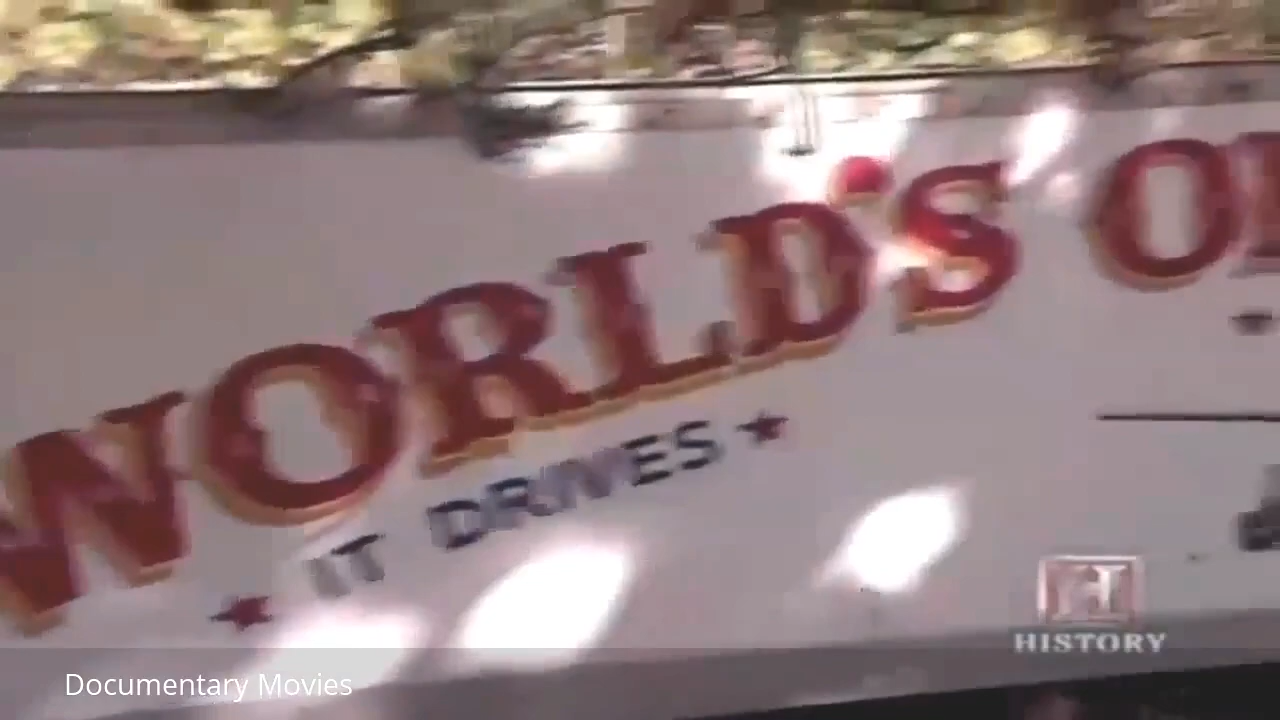 WORLD'S
★ IT DRIVES ★
H
HISTORY
Documentary Movies